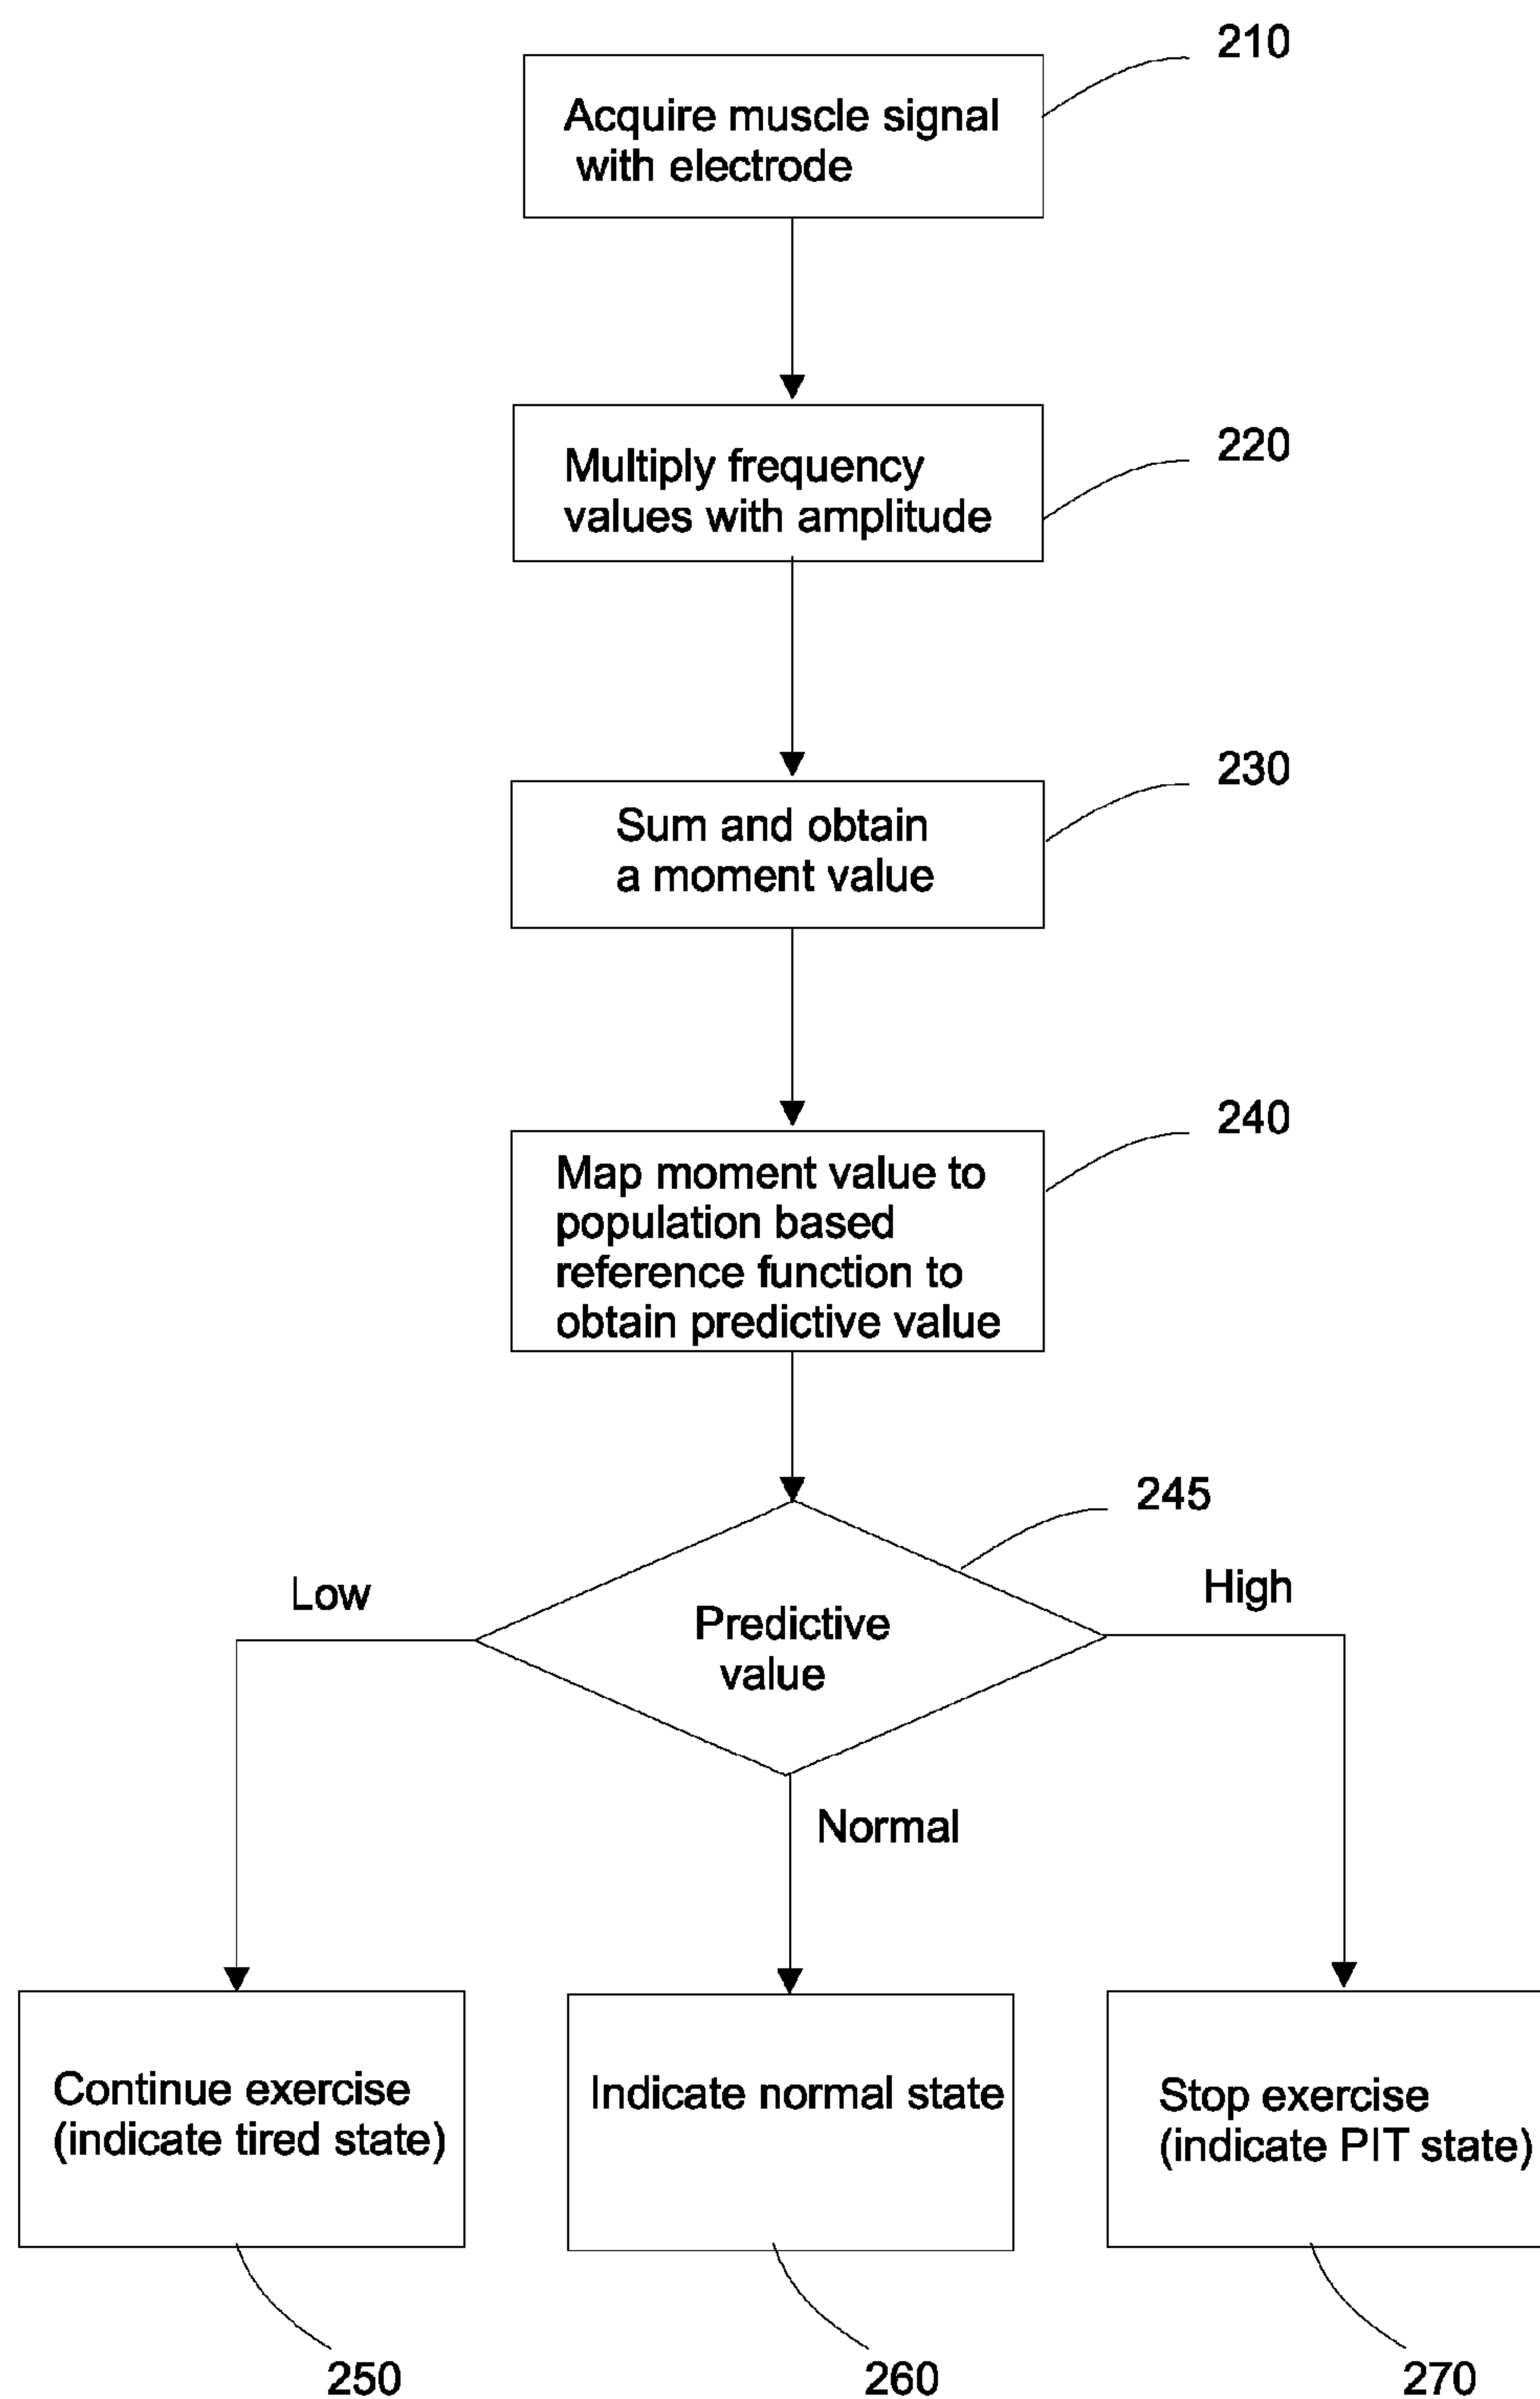 210
Acquire muscle signal
with electrode
220
Multiply frequency
values with amplitude
230
Sum and obtain
a moment value
240
Map moment value to
population based
reference function to
obtain predictive value
245
Low
High
Predictive
value
Normal
Continue exercise
(indicate tired state)
Indicate normal state
Stop exercise
(indicate PIT state)
250
260
270